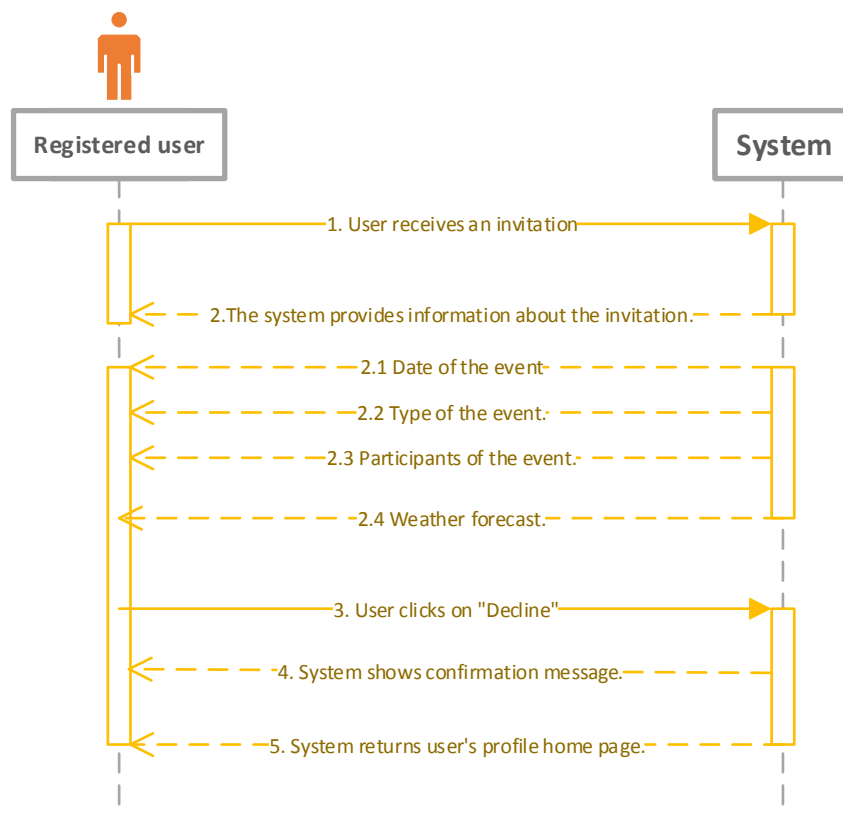 Registered user
System
1. User receives an invitation
2.The system provides information about the invitation.
2.1 Date of the event
2.2 Type of the event.
2.3 Participants of the event.
2.4 Weather forecast.
3. User clicks on "Decline"
4. System shows confirmation message.
5. System returns user's profile home page.